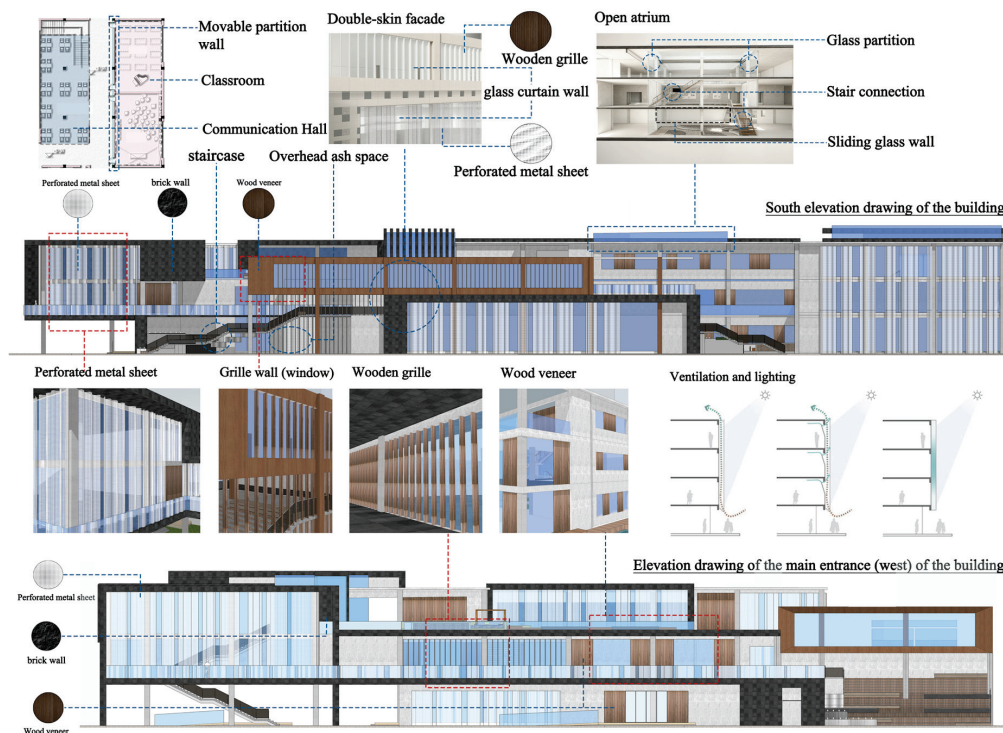 Movable partition
wall
Classroom
Communication Hall
Double-skin facade
Wooden grille
glass curtain wall
Perforated metal sheet
Open atrium
Glass partition
Stair connection
Sliding glass wall
staircase
Overhead ash space
Perforated metal sheet
brick wall
Wood veneer
South elevation drawing of the building
Perforated metal sheet
Grille wall (window)
Wooden grille
Wood veneer
Ventilation and lighting
Elevation drawing of the main entrance (west) of the building
Perforated metal sheet
brick wall
Wood veneer